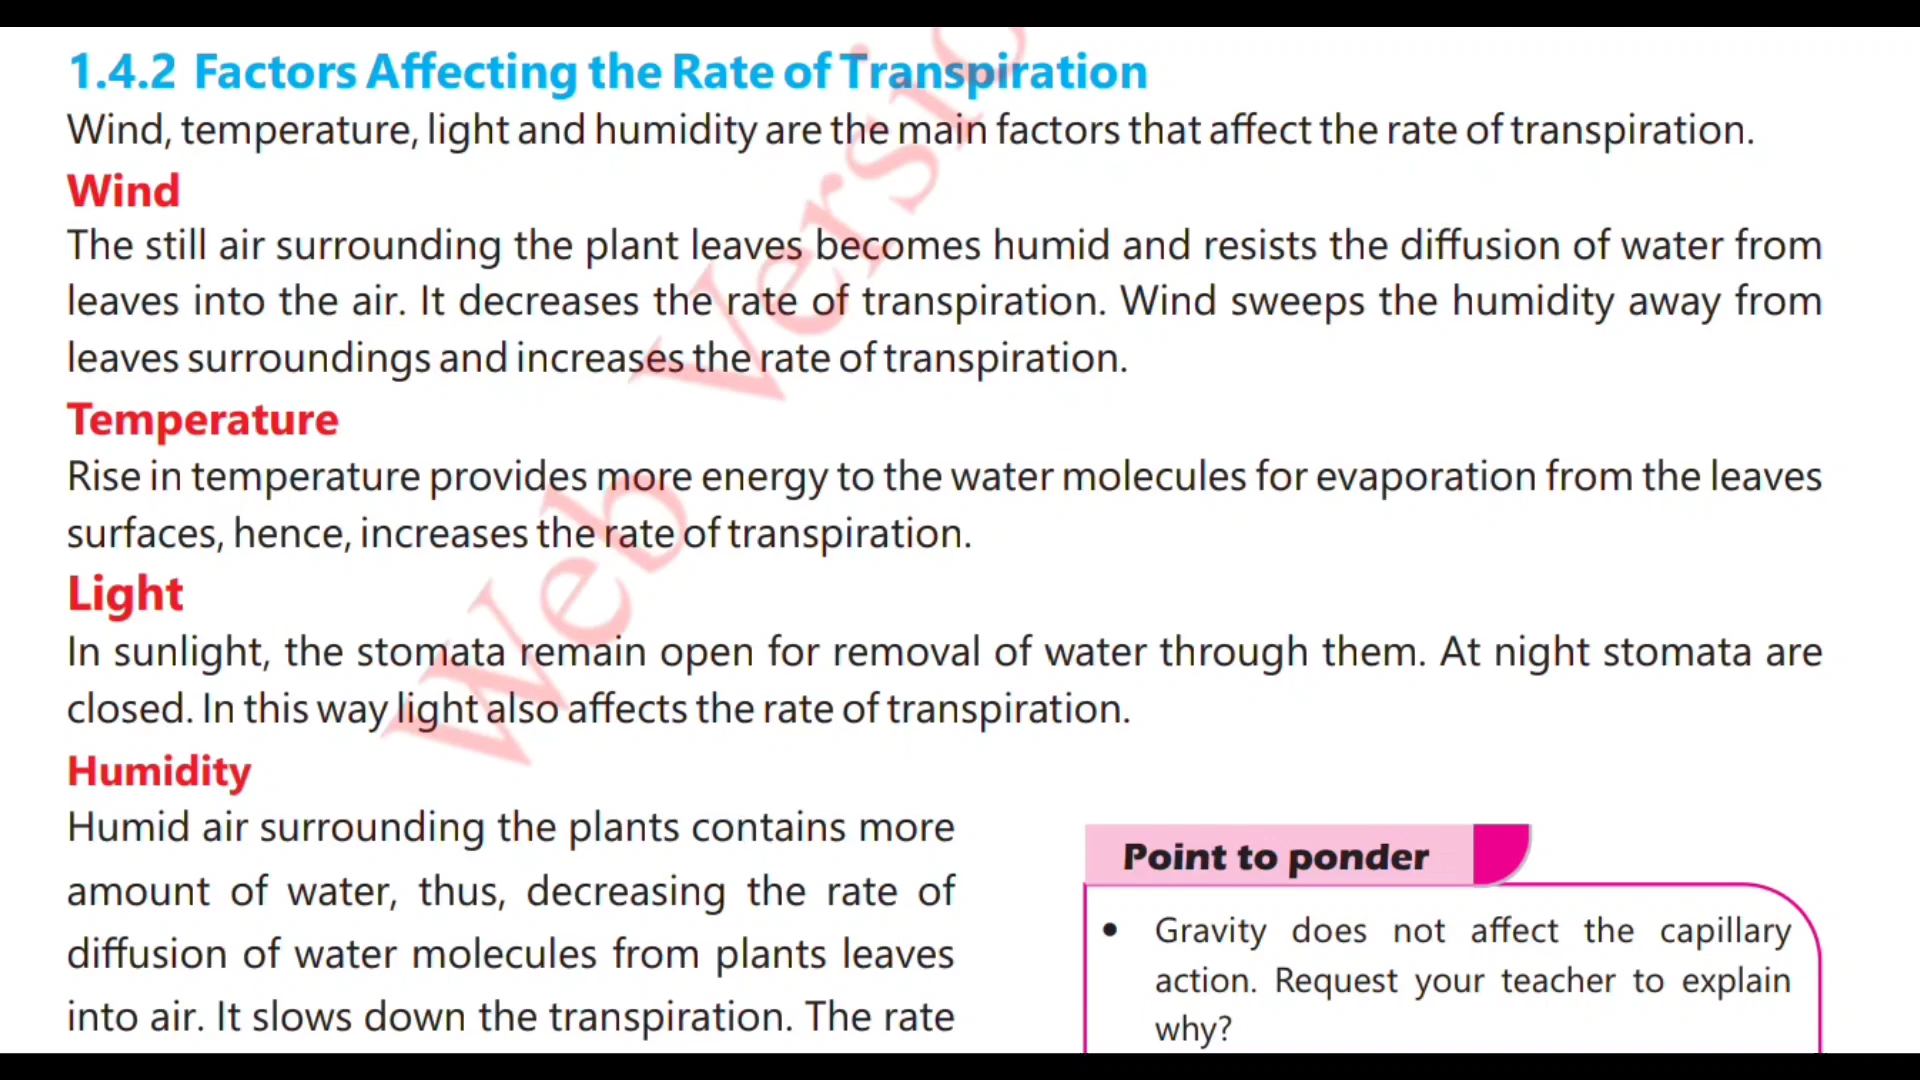 1.4.2 Factors Affecting the Rate of Transpiration
Wind, temperature, light and humidity are the main factors that affect the rate of transpiration.
Wind
The still air surrounding the plant leaves becomes humid and resists the diffusion of water from
leaves into the air. It decreases the rate of transpiration. Wind sweeps the humidity away from
leaves surroundings and increases the rate of transpiration.
Temperature
Rise in temperature provides more energy to the water molecules for evaporation from the leaves
surfaces, hence, increases the rate of transpiration.
Light
In sunlight, the stomata remain open for removal of water through them. At night stomata are
closed. In this way light also affects the rate of transpiration.
Humidity
Humid air surrounding the plants contains more
amount of water, thus, decreasing the rate of
diffusion of water molecules from plants leaves
into air. It slows down the transpiration. The rate
Point to ponder
• Gravity does not affect the capillary
action. Request your teacher to explain
why?
Web Versio